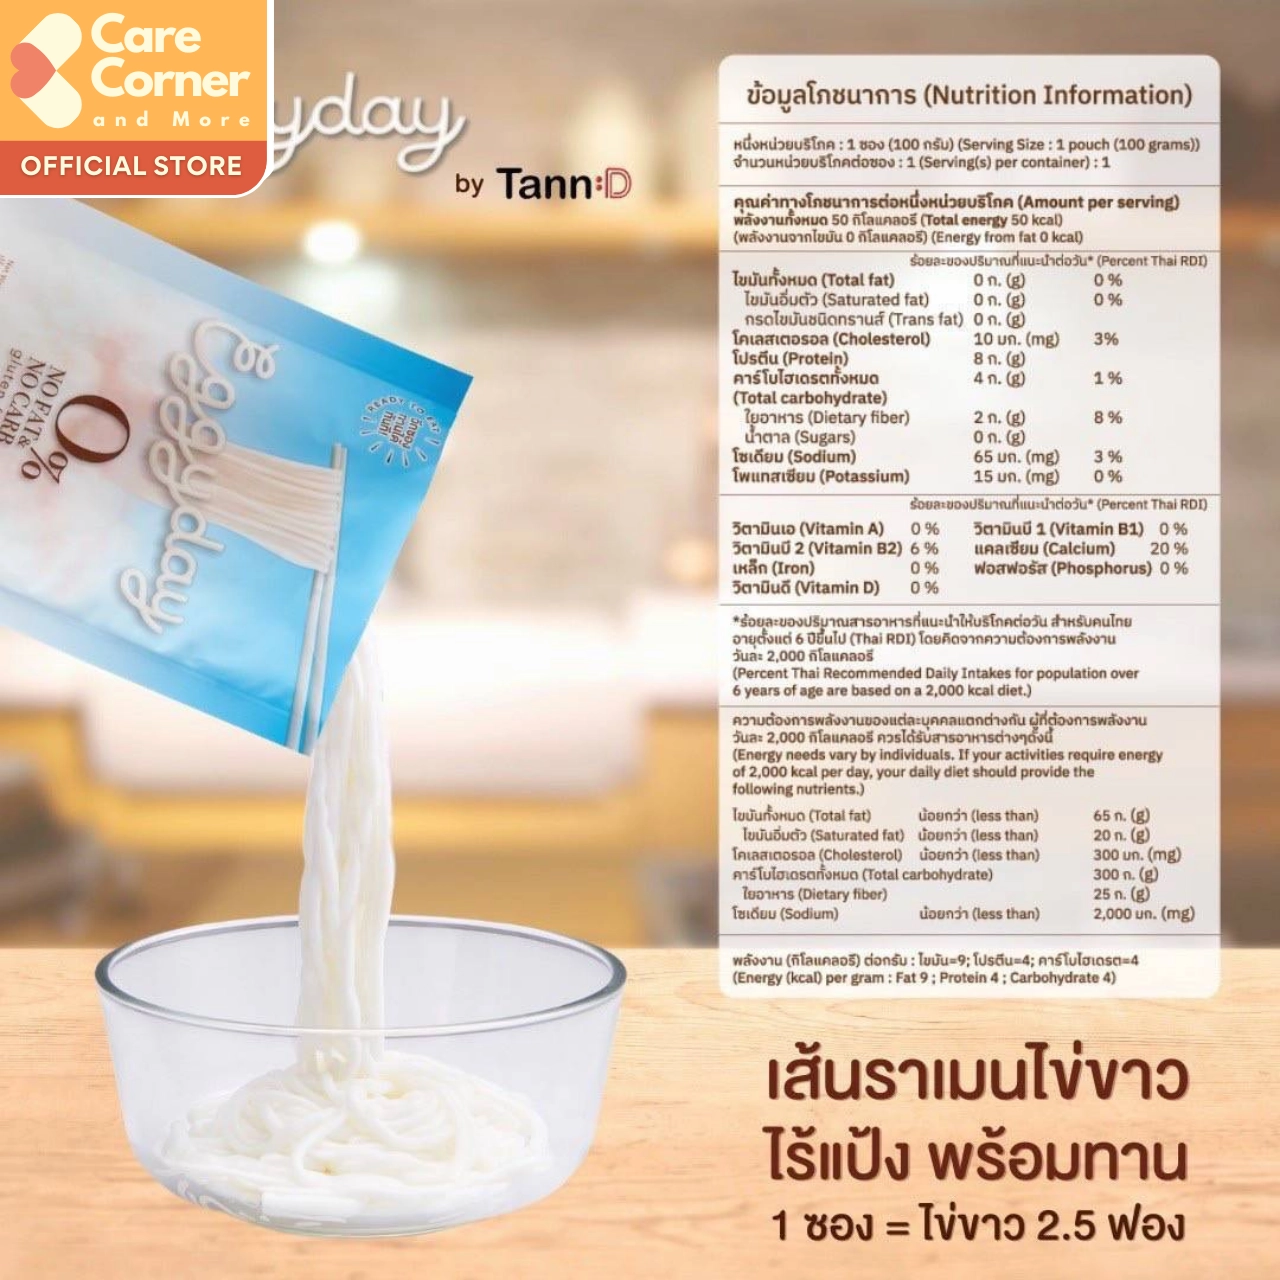 Care
Corner
and More
OFFICIAL STORE
yday
by Tann:D
Eggyday
READY TO EAT
0%
NO FAT &
NO CARB
ข้อมูลโภชนาการ (Nutrition Information)
หนึ่งหน่วยบริโภค : 1 ซอง (100 กรัม) (Serving Size : 1 pouch (100 grams))
จำนวนหน่วยบริโภคต่อซอง : 1 (Serving(s) per container) : 1
คุณค่าทางโภชนาการต่อหนึ่งหน่วยบริโภค (Amount per serving)
พลังงานทั้งหมด 50 กิโลแคลอรี (Total energy 50 kcal)
(พลังงานจากไขมัน 0 กิโลแคลอรี) (Energy from fat 0 kcal)
ร้อยละของปริมาณที่แนะนำต่อวัน* (Percent Thai RDI)
ไขมันทั้งหมด (Total fat) 0 ก. (g) 0 %
ไขมันอิ่มตัว (Saturated fat) 0 ก. (g) 0 %
กรดไขมันชนิดทรานส์ (Trans fat) 0 ก. (g)
โคเลสเตอรอล (Cholesterol) 10 มก. (mg) 3%
โปรตีน (Protein) 8 ก. (g)
คาร์โบไฮเดรตทั้งหมด 4 ก. (g) 1 %
(Total carbohydrate)
ใยอาหาร (Dietary fiber) 2 ก. (g) 8 %
น้ำตาล (Sugars) 0 ก. (g)
โซเดียม (Sodium) 65 มก. (mg) 3 %
โพแทสเซียม (Potassium) 15 มก. (mg) 0 %
ร้อยละของปริมาณที่แนะนำต่อวัน* (Percent Thai RDI)
วิตามินเอ (Vitamin A) 0 % วิตามินบี 1 (Vitamin B1) 0 %
วิตามินบี 2 (Vitamin B2) 6 % แคลเซียม (Calcium) 20 %
เหล็ก (Iron) 0 % ฟอสฟอรัส (Phosphorus) 0 %
วิตามินดี (Vitamin D) 0 %
*ร้อยละของปริมาณสารอาหารที่แนะนำให้บริโภคต่อวัน สำหรับคนไทย
อายุตั้งแต่ 6 ปีขึ้นไป (Thai RDI) โดยคิดจากความต้องการพลังงาน
วันละ 2,000 กิโลแคลอรี
(Percent Thai Recommended Daily Intakes for population over
6 years of age are based on a 2,000 kcal diet.)
ความต้องการพลังงานของแต่ละบุคคลแตกต่างกัน ผู้ที่ต้องการพลังงาน
วันละ 2,000 กิโลแคลอรี ควรได้รับสารอาหารต่างๆดังนี้
(Energy needs vary by individuals. If your activities require energy
of 2,000 kcal per day, your daily diet should provide the
following nutrients.)
ไขมันทั้งหมด (Total fat) น้อยกว่า (less than) 65 ก. (g)
ไขมันอิ่มตัว (Saturated fat) น้อยกว่า (less than) 20 ก. (g)
โคเลสเตอรอล (Cholesterol) น้อยกว่า (less than) 300 มก. (mg)
คาร์โบไฮเดรตทั้งหมด (Total carbohydrate) 300 ก. (g)
ใยอาหาร (Dietary fiber) 25 ก. (g)
โซเดียม (Sodium) น้อยกว่า (less than) 2,000 มก. (mg)
พลังงาน (กิโลแคลอรี) ต่อกรัม : ไขมัน=9; โปรตีน=4; คาร์โบไฮเดรต=4
(Energy (kcal) per gram : Fat 9 ; Protein 4 ; Carbohydrate 4)
เส้นราเมนไข่ขาว
ไร้แป้ง พร้อมทาน
1 ซอง = ไข่ขาว 2.5 ฟอง